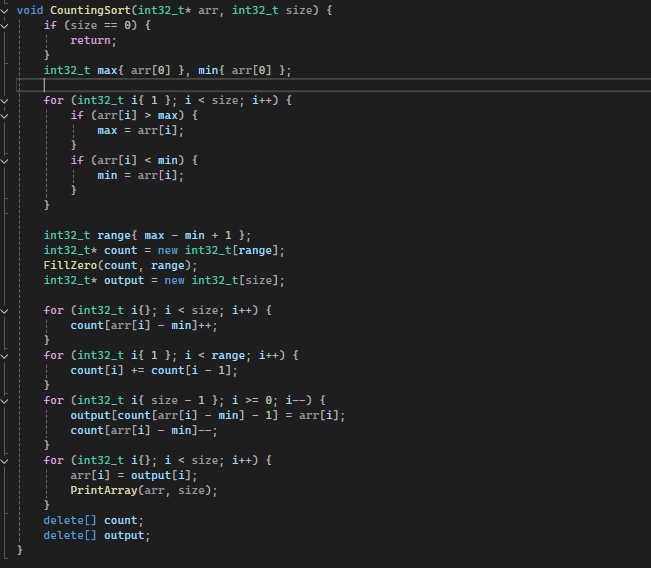 void CountingSort(int32_t* arr, int32_t size) {
    if (size == 0) {
        return;
    }
    int32_t max{ arr[0] }, min{ arr[0] };

    for (int32_t i{ 1 }; i < size; i++) {
        if (arr[i] > max) {
            max = arr[i];
        }
        if (arr[i] < min) {
            min = arr[i];
        }
    }

    int32_t range{ max - min + 1 };
    int32_t* count = new int32_t[range];
    FillZero(count, range);
    int32_t* output = new int32_t[size];

    for (int32_t i{}; i < size; i++) {
        count[arr[i] - min]++;
    }
    for (int32_t i{ 1 }; i < range; i++) {
        count[i] += count[i - 1];
    }
    for (int32_t i{ size - 1 }; i >= 0; i--) {
        output[count[arr[i] - min] - 1] = arr[i];
        count[arr[i] - min]--;
    }
    for (int32_t i{}; i < size; i++) {
        arr[i] = output[i];
        PrintArray(arr, size);
    }
    delete[] count;
    delete[] output;
}